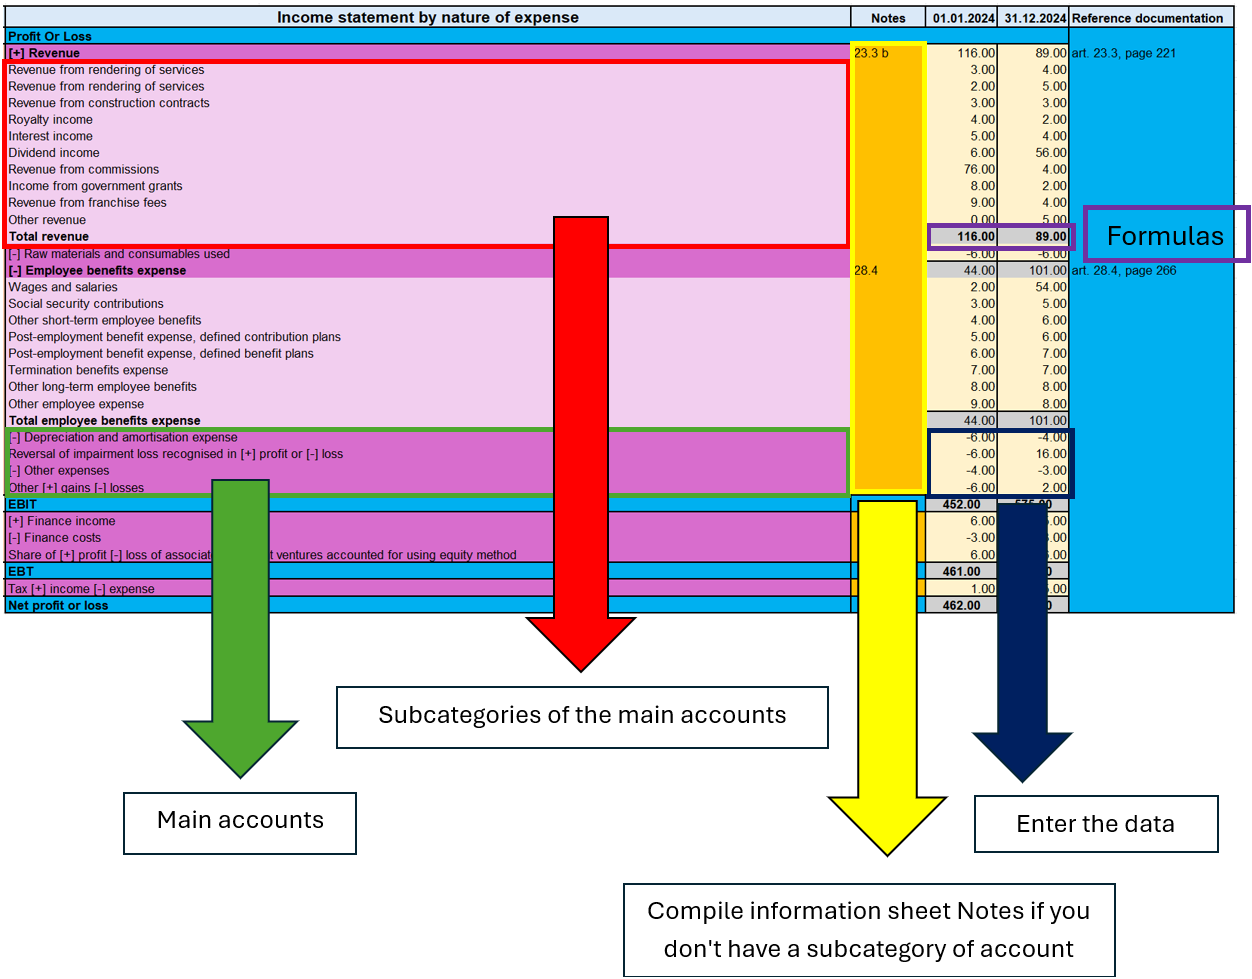 Income statement by nature of expense Notes 01.01.2024 31.12.2024 Reference documentation
Profit Or Loss
[+] Revenue 23.3 b 116.00 89.00 art. 23.3, page 221
Revenue from rendering of services 3.00 4.00
Revenue from rendering of services 2.00 5.00
Revenue from construction contracts 3.00 3.00
Royalty income 4.00 2.00
Interest income 5.00 4.00
Dividend income 6.00 56.00
Revenue from commissions 76.00 4.00
Income from government grants 8.00 2.00
Revenue from franchise fees 9.00 4.00
Other revenue 0.00 5.00
Total revenue 116.00 89.00 Formulas
[-] Raw materials and consumables used -6.00 -6.00
[-] Employee benefits expense 28.4 44.00 101.00 art. 28.4, page 266
Wages and salaries 2.00 54.00
Social security contributions 3.00 5.00
Other short-term employee benefits 4.00 6.00
Post-employment benefit expense, defined contribution plans 5.00 6.00
Post-employment benefit expense, defined benefit plans 6.00 7.00
Termination benefits expense 7.00 7.00
Other long-term employee benefits 8.00 8.00
Other employee expense 9.00 8.00
Total employee benefits expense 44.00 101.00
[-] Depreciation and amortisation expense -6.00 -4.00
Reversal of impairment loss recognised in [+] profit or [-] loss -6.00 16.00
[-] Other expenses -4.00 -3.00
Other [+] gains [-] losses -6.00 2.00
EBIT 452.00
[+] Finance income 6.00
[-] Finance costs -3.00
Share of [+] profit [-] loss of ventures accounted for using equity method 6.00
EBT 461.00
Tax [+] income [-] expense 1.00
Net profit or loss 462.00
Subcategories of the main accounts
Main accounts
Enter the data
Compile information sheet Notes if you
don't have a subcategory of account